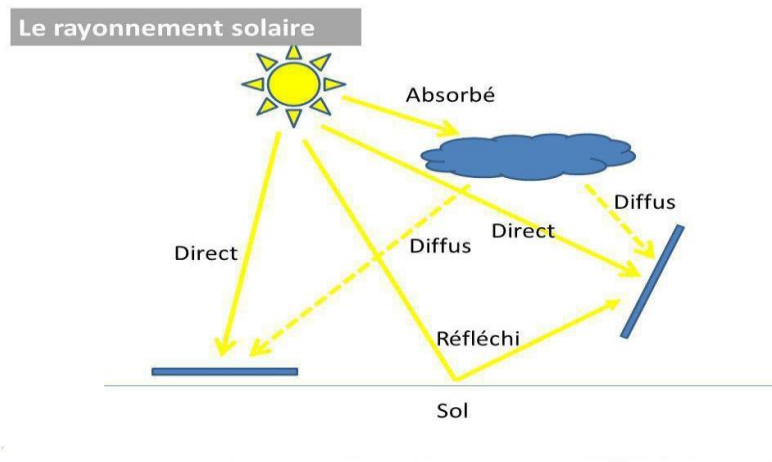 Le rayonnement solaire
Absorbé
Diffus
Direct
Direct
Diffus
Réfléchi
Sol